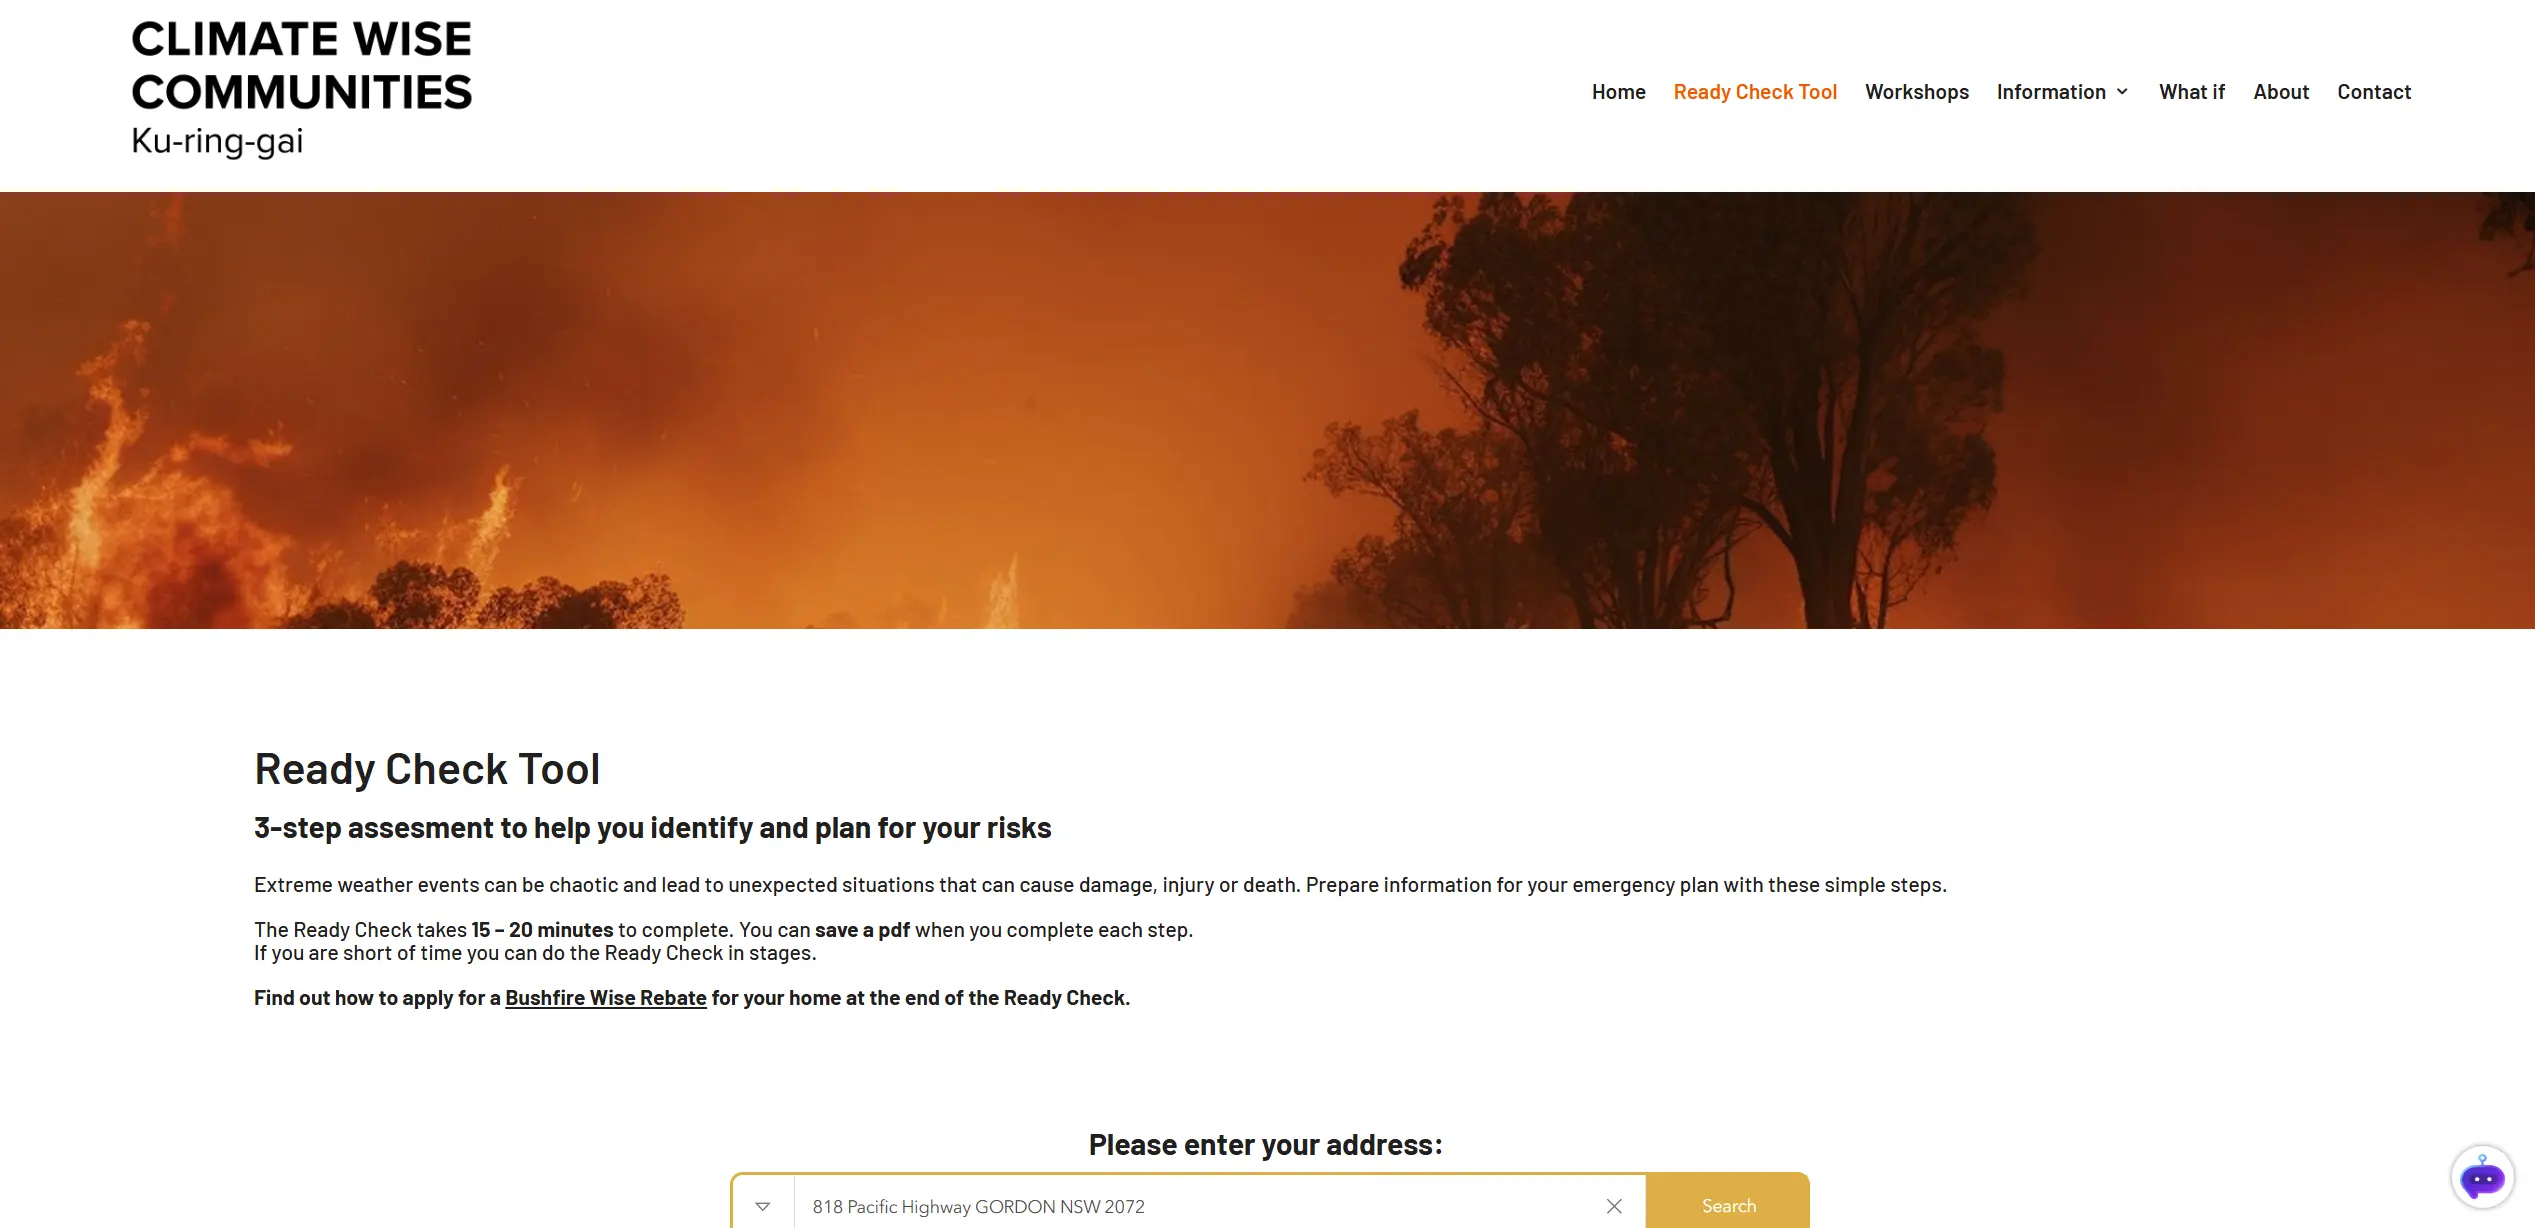 CLIMATE WISE
COMMUNITIES
Ku-ring-gai
Home Ready Check Tool Workshops Information What if About Contact
Ready Check Tool
3-step assesment to help you identify and plan for your risks
Extreme weather events can be chaotic and lead to unexpected situations that can cause damage, injury or death. Prepare information for your emergency plan with these simple steps.
The Ready Check takes 15 – 20 minutes to complete. You can save a pdf when you complete each step.
If you are short of time you can do the Ready Check in stages.
Find out how to apply for a Bushfire Wise Rebate for your home at the end of the Ready Check.
Please enter your address:
818 Pacific Highway GORDON NSW 2072
Search